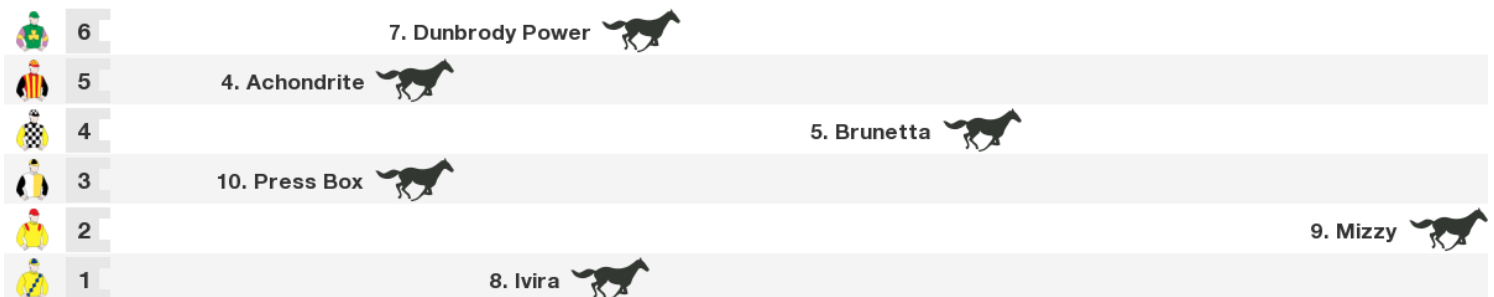 6 7. Dunbrody Power
5 4. Achondrite
4 5. Brunetta
3 10. Press Box
2 9. Mizzy
1 8. Ivira